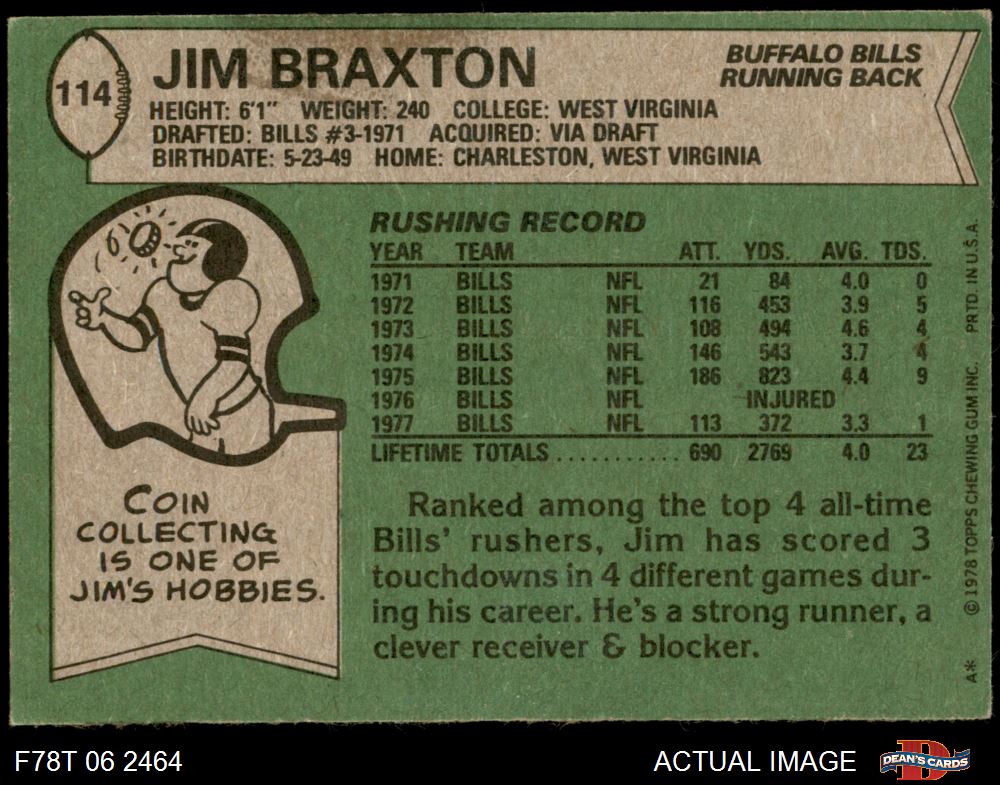 114
JIM BRAXTON
BUFFALO BILLS
RUNNING BACK
HEIGHT: 6'1" WEIGHT: 240 COLLEGE: WEST VIRGINIA
DRAFTED: BILLS #3-1971 ACQUIRED: VIA DRAFT
BIRTHDATE: 5-23-49 HOME: CHARLESTON, WEST VIRGINIA
RUSHING RECORD
YEAR TEAM ATT. YDS. AVG. TDS.
1971 BILLS NFL 21 84 4.0 0
1972 BILLS NFL 116 453 3.9 5
1973 BILLS NFL 108 494 4.6 4
1974 BILLS NFL 146 543 3.7 4
1975 BILLS NFL 186 823 4.4 9
1976 BILLS NFL INJURED
1977 BILLS NFL 113 372 3.3 1
LIFETIME TOTALS ........... 690 2769 4.0 23
COIN
COLLECTING
IS ONE OF
JIM'S HOBBIES.
Ranked among the top 4 all-time
Bills' rushers, Jim has scored 3
touchdowns in 4 different games dur-
ing his career. He's a strong runner, a
clever receiver & blocker.
A* © 1978 TOPPS CHEWING GUM INC. PRTD. IN U.S.A.
F78T 06 2464
ACTUAL IMAGE
D
DEAN'S CARDS